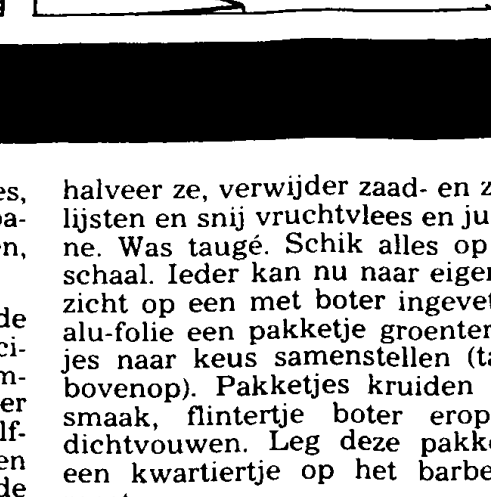 es,
pa-
en,
de
ci-
m-
er
lf-
en
de
halveer ze, verwijder zaad- en z
lijsten en snij vruchtvlees en ju
ne. Was taugé. Schik alles op
schaal. Ieder kan nu naar eiger
zicht op een met boter ingevet
alu-folie een pakketje groenter
jes naar keus samenstellen (ta
bovenop). Pakketjes kruiden
smaak, flintertje boter erop
dichtvouwen. Leg deze pakke
een kwartiertje op het barbe